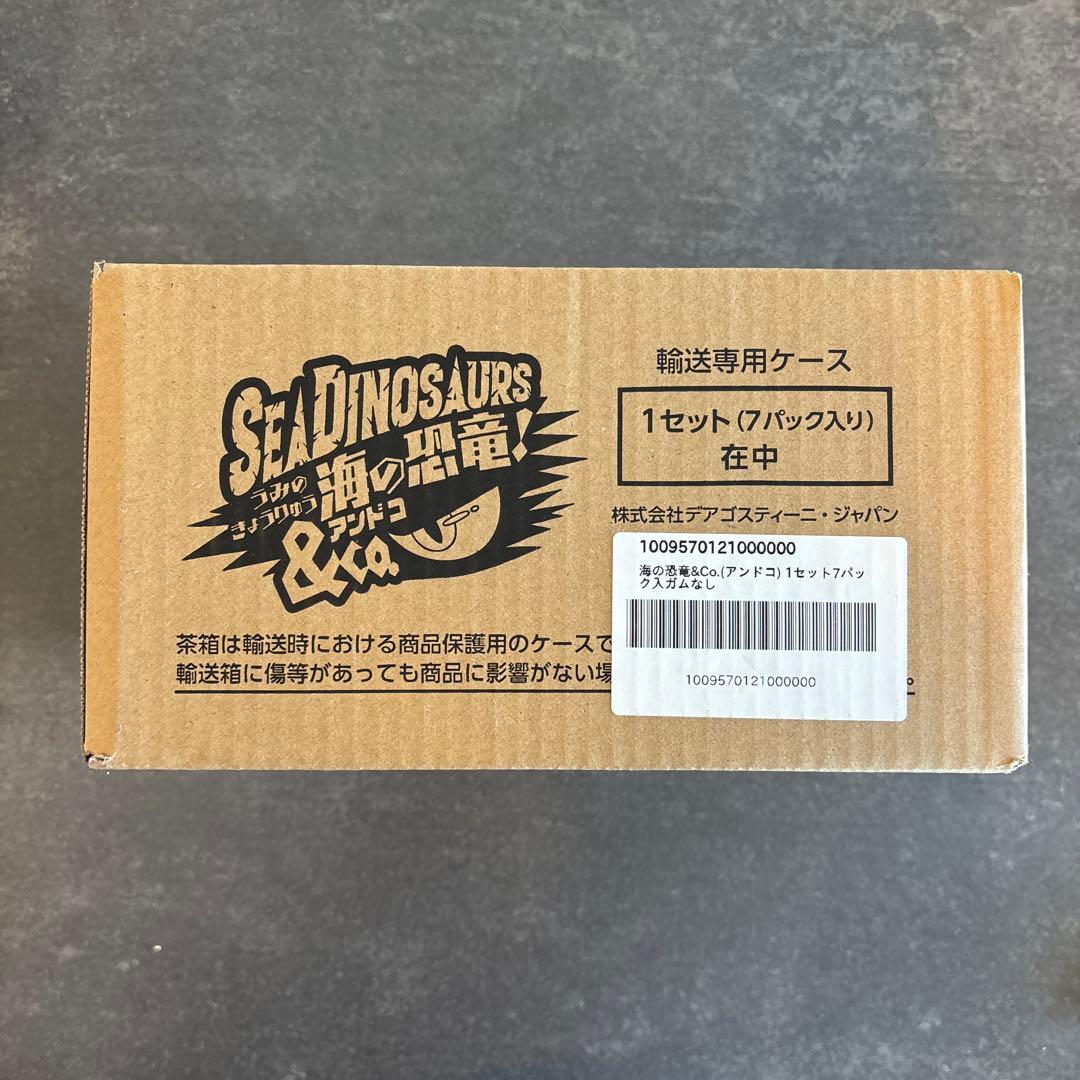 SEA DINOSAURS
うみの
きょうりゅう
海の恐竜!
アンドコ
&Co.
輸送専用ケース
1セット(7パック入り)
在中
株式会社デアゴスティーニ・ジャパン
1009570121000000
海の恐竜&Co.(アンドコ) 1セット7パッ
ク入ガムなし
1009570121000000
茶箱は輸送時における商品保護用のケースで
輸送箱に傷等があっても商品に影響がない場